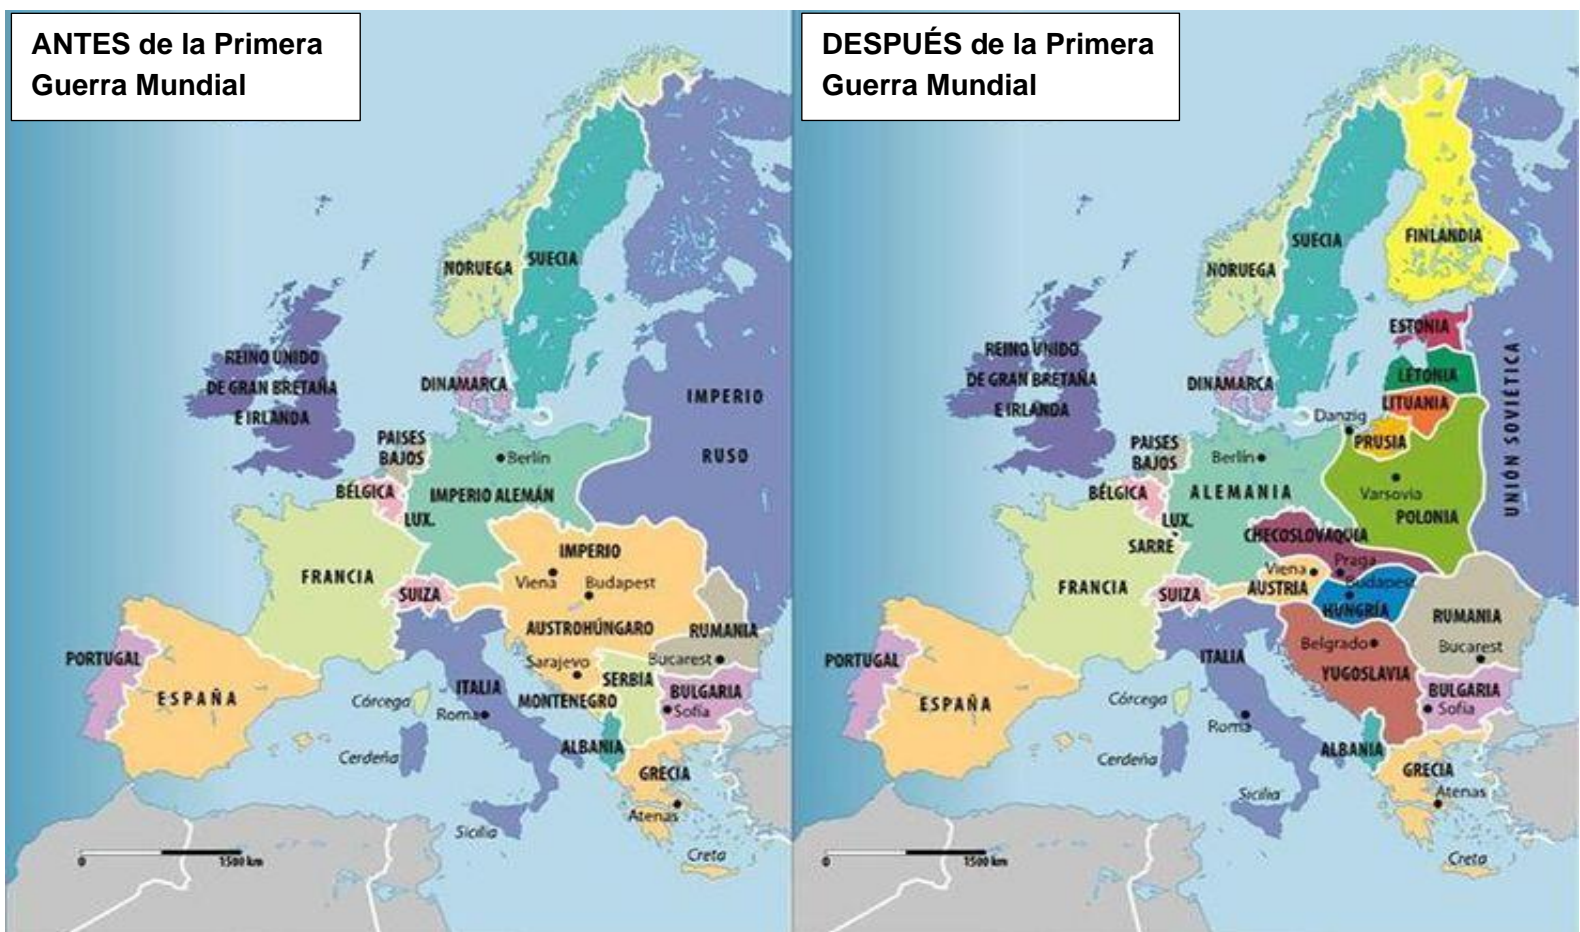 ANTES de la Primera
Guerra Mundial
NORUEGA
SUECIA
REINO UNIDO
DE GRAN BRETAÑA
E IRLANDA
DINAMARCA
IMPERIO
RUSO
PAISES
BAJOS
Berlín
BÉLGICA
IMPERIO ALEMÁN
LUX.
IMPERIO
FRANCIA
Viena
Budapest
SUIZA
AUSTROHÚNGARO
RUMANIA
PORTUGAL
Sarajevo
Bucarest
ESPAÑA
SERBIA
Córcega
ITALIA
MONTENEGRO
BULGARIA
Roma
Sofía
Cerdeña
ALBANIA
GRECIA
Atenas
Sicilia
Creta
0
1500 km
DESPUÉS de la Primera
Guerra Mundial
FINLANDIA
SUECIA
NORUEGA
ESTONIA
REINO UNIDO
DE GRAN BRETAÑA
E IRLANDA
DINAMARCA
LETONIA
LITUANIA
UNIÓN SOVIÉTICA
Danzig
PRUSIA
PAISES
BAJOS
Berlín
BÉLGICA
ALEMANIA
Varsovia
POLONIA
LUX.
SARRE
CHECOSLOVAQUIA
Praga
Viena
Budapest
FRANCIA
SUIZA
AUSTRIA
HUNGRÍA
RUMANIA
Belgrado
Bucarest
PORTUGAL
ITALIA
YUGOSLAVIA
ESPAÑA
Córcega
BULGARIA
Sofía
Roma
Cerdeña
ALBANIA
GRECIA
Atenas
Sicilia
Creta
0
1500 km